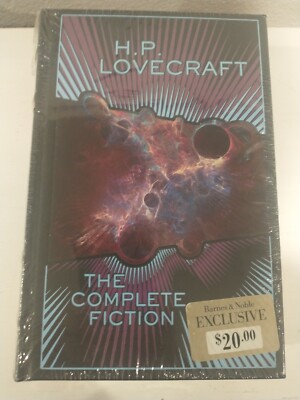 H.P.
LOVECRAFT
THE
COMPLETE
FICTION
Barnes & Noble
EXCLUSIVE
$20.00